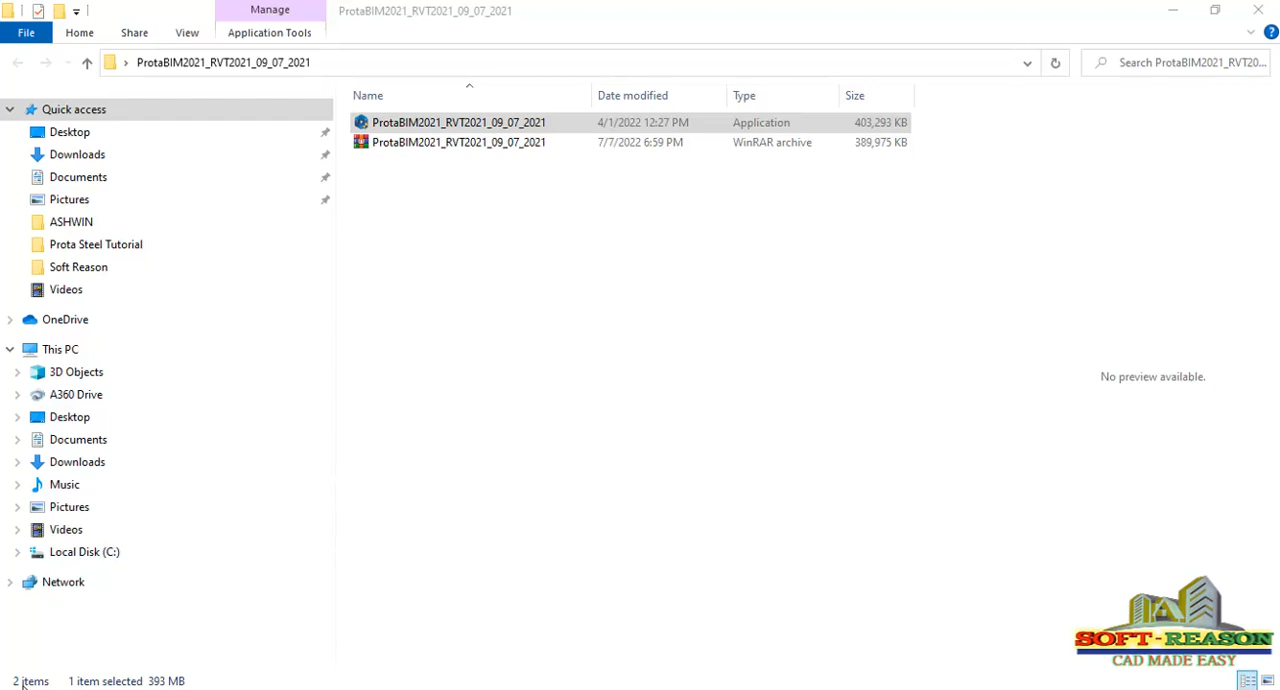 Manage
ProtaBIM2021_RVT2021_09_07_2021
File
Home
Share
View
Application Tools
ProtaBIM2021_RVT2021_09_07_2021
Search ProtaBIM2021_RVT20...
Quick access
Desktop
Downloads
Documents
Pictures
ASHWIN
Prota Steel Tutorial
Soft Reason
Videos
OneDrive
This PC
3D Objects
A360 Drive
Desktop
Documents
Downloads
Music
Pictures
Videos
Local Disk (C:)
Network
Name Date modified Type Size
ProtaBIM2021_RVT2021_09_07_2021 4/1/2022 12:27 PM Application 403,293 KB
ProtaBIM2021_RVT2021_09_07_2021 7/7/2022 6:59 PM WinRAR archive 389,975 KB
No preview available.
SOFT-REASON
CAD MADE EASY
2 items 1 item selected 393 MB